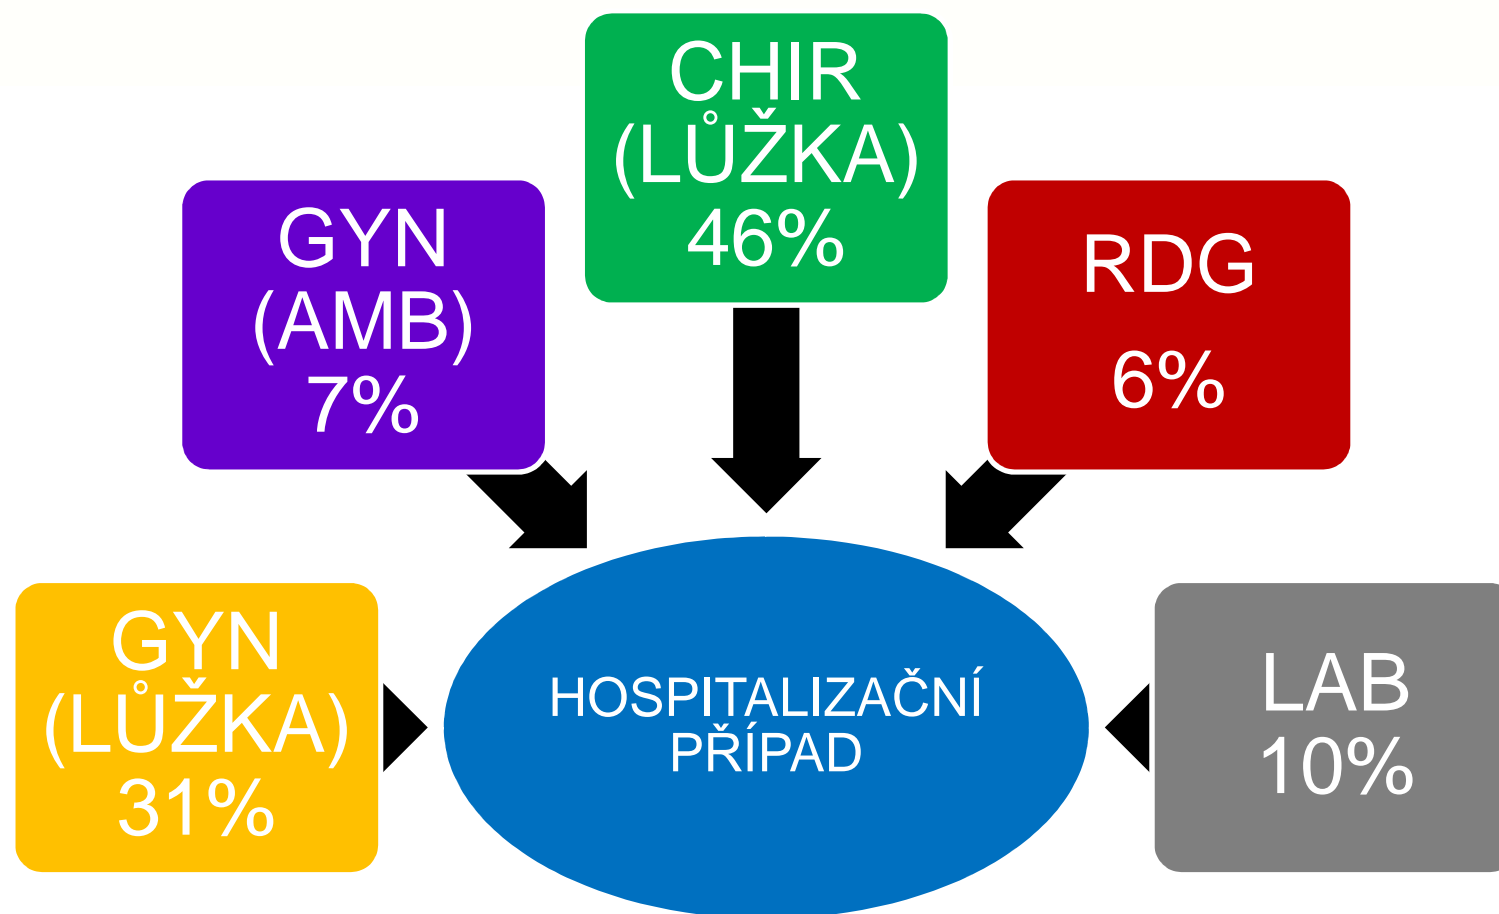 CHIR
(LŮŽKA)
46%
GYN
(AMB)
7%
RDG
6%
GYN
(LŮŽKA)
31%
HOSPITALIZAČNÍ
PŘÍPAD
LAB
10%